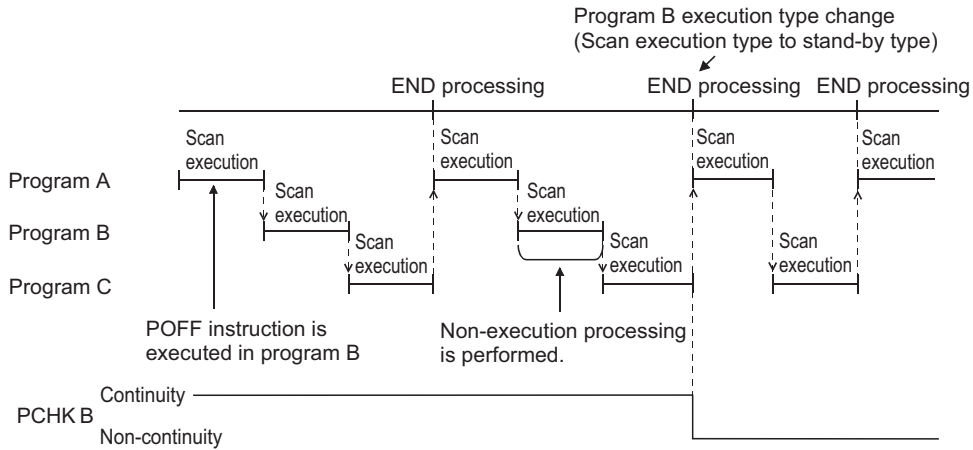 Program B execution type change
(Scan execution type to stand-by type)
END processing
END processing
END processing
Scan
execution
Scan
execution
Scan
execution
Scan
execution
Program A
Scan
execution
Scan
execution
Program B
Scan
execution
Scan
execution
Scan
execution
Program C
POFF instruction is
executed in program B
Non-execution processing
is performed.
Continuity
PCHK B
Non-continuity